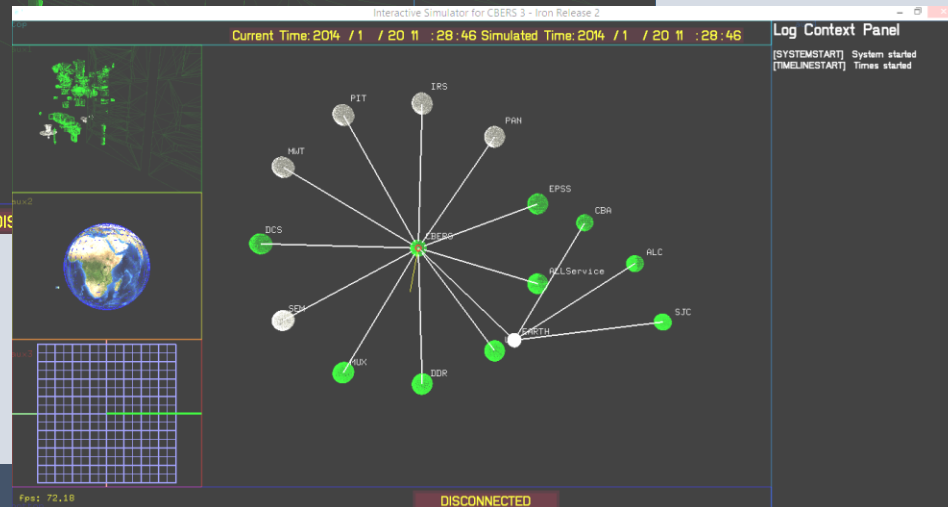 Interactive Simulator for CBERS 3 - Iron Release 2
Current Time: 2014 / 1 / 20 11 : 28 : 46 Simulated Time: 2014 / 1 / 20 11 : 28 : 46
Log Context Panel
[SYSTEMSTART] System started
[TIMELINESTART] Times started
IRS
PIT
PAN
MWT
EPSS
CBA
DCS
CBERS
ALC
ALLService
SEM
SJC
EARTH
MUX
DDR
aux2
DIS
fps: 72.18
DISCONNECTED